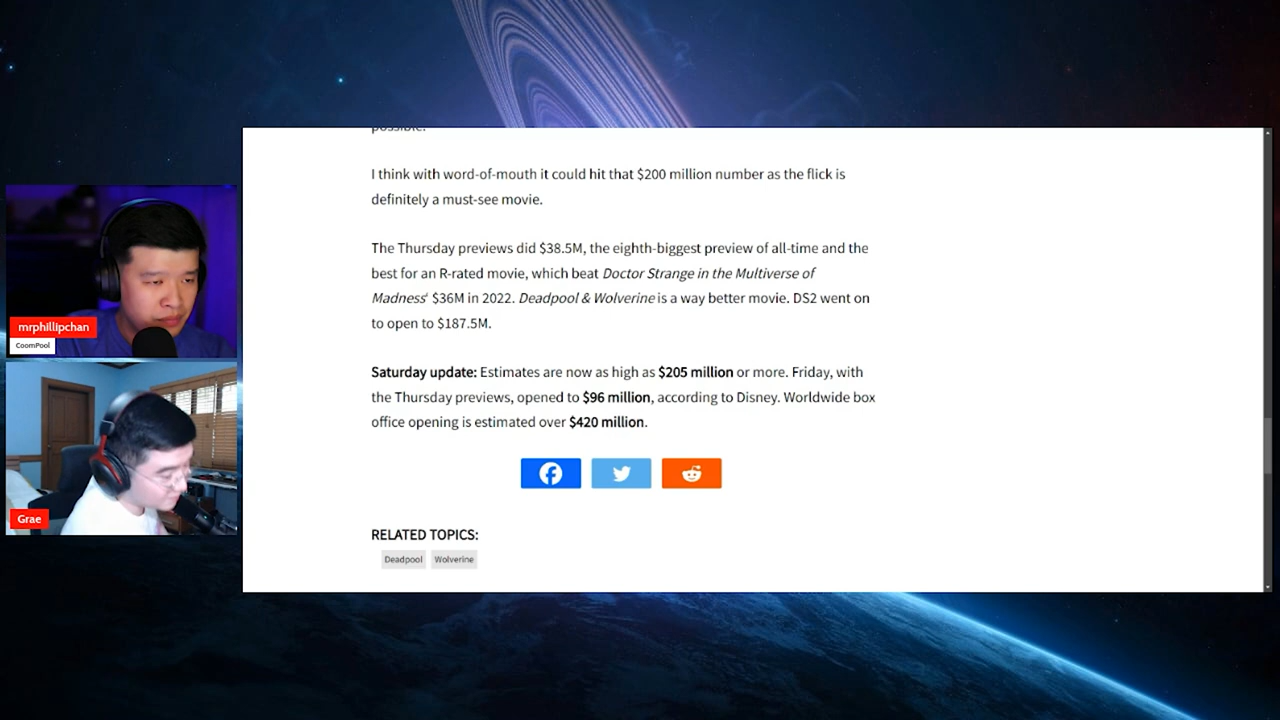 possible.
I think with word-of-mouth it could hit that $200 million number as the flick is
definitely a must-see movie.
The Thursday previews did $38.5M, the eighth-biggest preview of all-time and the
best for an R-rated movie, which beat Doctor Strange in the Multiverse of
Madness' $36M in 2022. Deadpool & Wolverine is a way better movie. DS2 went on
to open to $187.5M.
Saturday update: Estimates are now as high as $205 million or more. Friday, with
the Thursday previews, opened to $96 million, according to Disney. Worldwide box
office opening is estimated over $420 million.
RELATED TOPICS:
Deadpool Wolverine
mrphillipchan
CoomPool
Grae